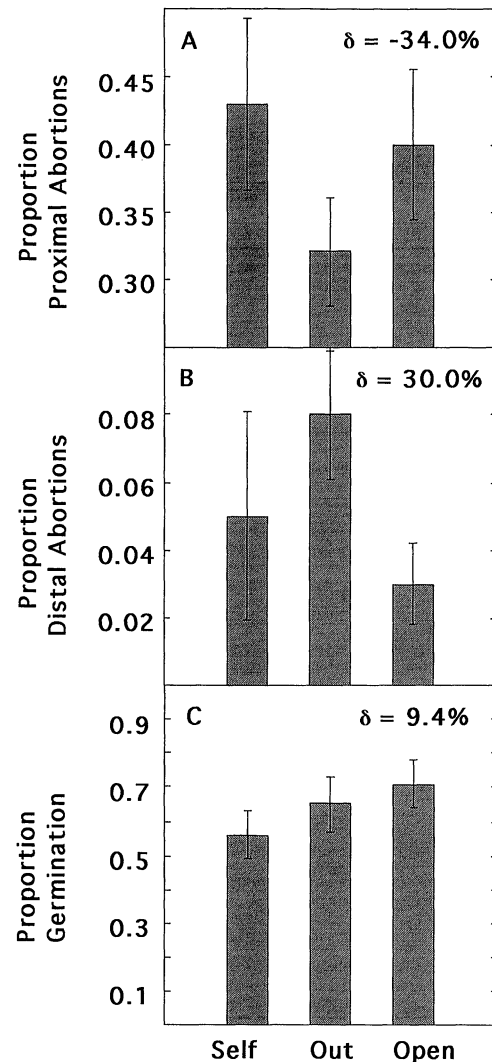 A
δ = -34.0%
Proportion
Proximal Abortions
0.45
0.40
0.35
0.30
B
δ = 30.0%
Proportion
Distal Abortions
0.08
0.06
0.04
0.02
C
δ = 9.4%
Proportion
Germination
0.9
0.7
0.5
0.3
0.1
Self Out Open